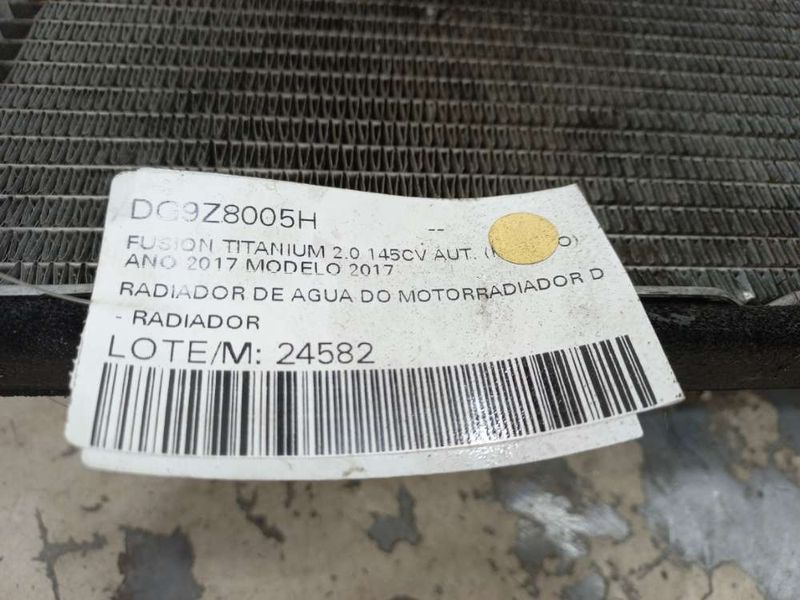 DG9Z8005H --
FUSION TITANIUM 2.0 145CV AUT.
ANO 2017 MODELO 2017
RADIADOR DE AGUA DO MOTORRADIADOR D
- RADIADOR
LOTE/M: 24582